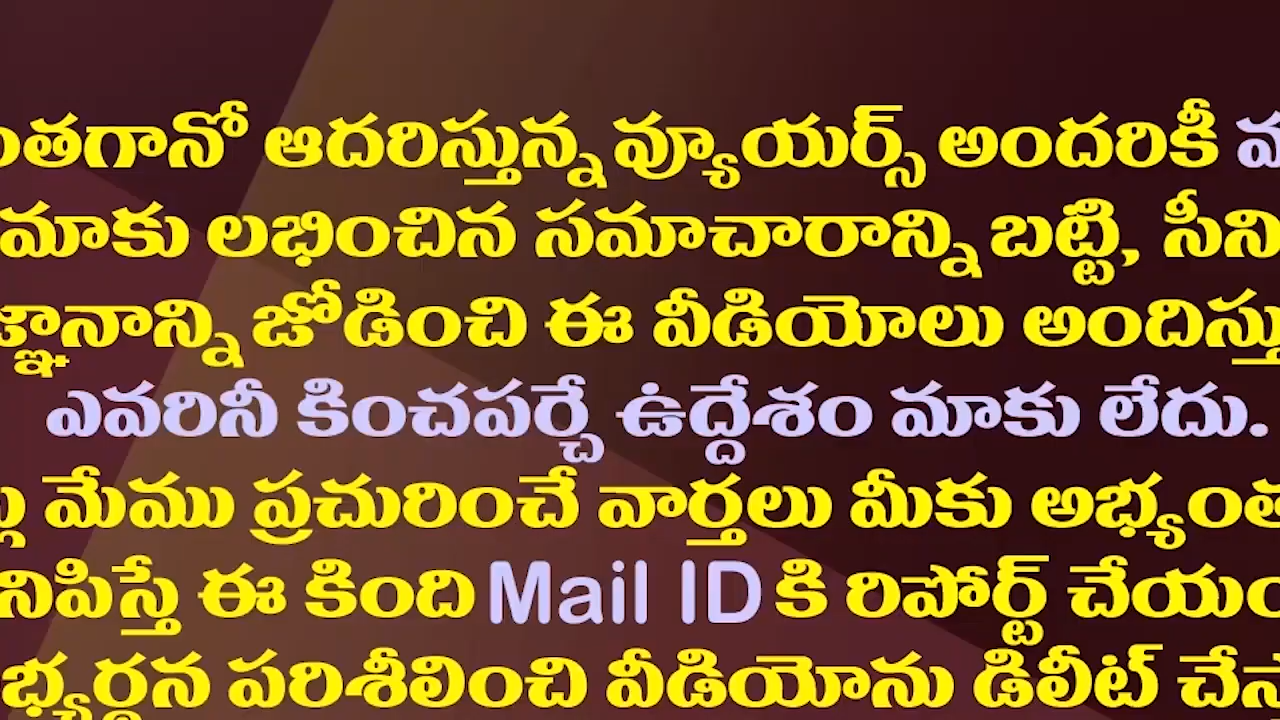 ంతగానో ఆదరిస్తున్న వ్యూయర్స్ అందరికీ
మాకు లభించిన సమాచారాన్ని బట్టి, సీని
జ్ఞానాన్ని జోడించి ఈ వీడియోలు అందిస్తు
ఎవరినీ కించపర్చే ఉద్దేశం మాకు లేదు.
మేము ప్రచురించే వార్తలు మీకు అభ్యంత
నిపిస్తే ఈ కింది Mail ID కి రిపోర్ట్ చేయం
భ్యర్థన పరిశీలించి వీడియోను డిలీట్ చేస